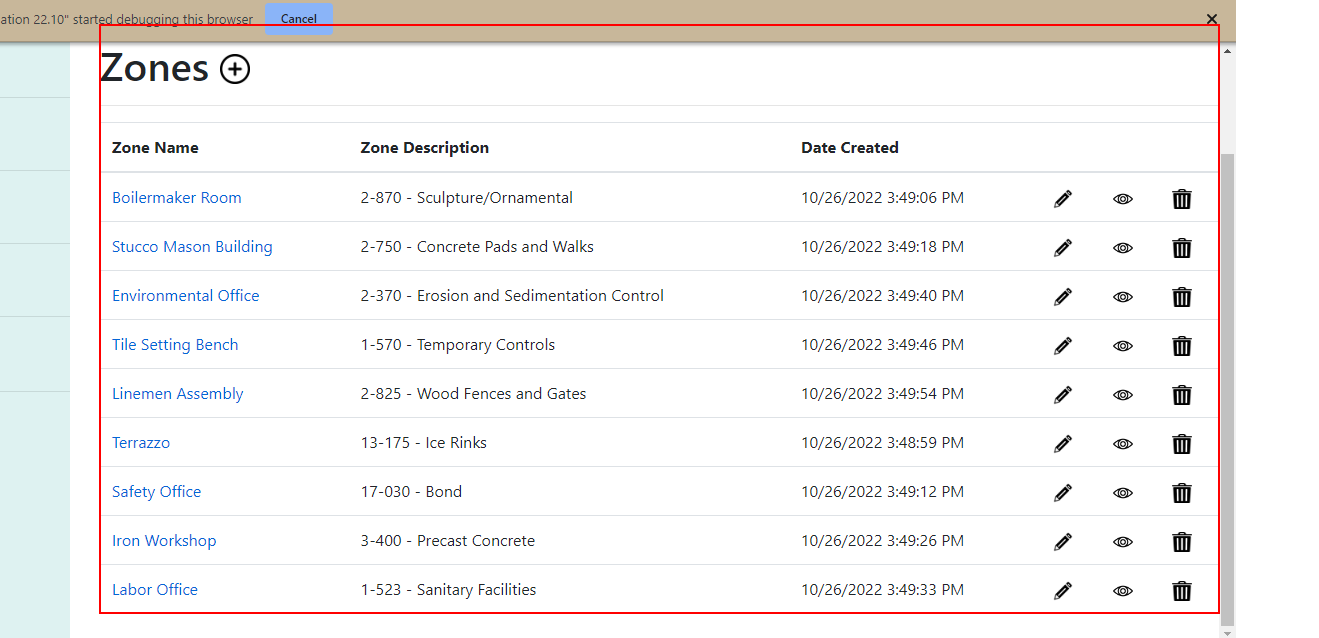 ation 22.10" started debugging this browser Cancel
Zones
Zone Name Zone Description Date Created
Boilermaker Room 2-870 - Sculpture/Ornamental 10/26/2022 3:49:06 PM
Stucco Mason Building 2-750 - Concrete Pads and Walks 10/26/2022 3:49:18 PM
Environmental Office 2-370 - Erosion and Sedimentation Control 10/26/2022 3:49:40 PM
Tile Setting Bench 1-570 - Temporary Controls 10/26/2022 3:49:46 PM
Linemen Assembly 2-825 - Wood Fences and Gates 10/26/2022 3:49:54 PM
Terrazzo 13-175 - Ice Rinks 10/26/2022 3:48:59 PM
Safety Office 17-030 - Bond 10/26/2022 3:49:12 PM
Iron Workshop 3-400 - Precast Concrete 10/26/2022 3:49:26 PM
Labor Office 1-523 - Sanitary Facilities 10/26/2022 3:49:33 PM